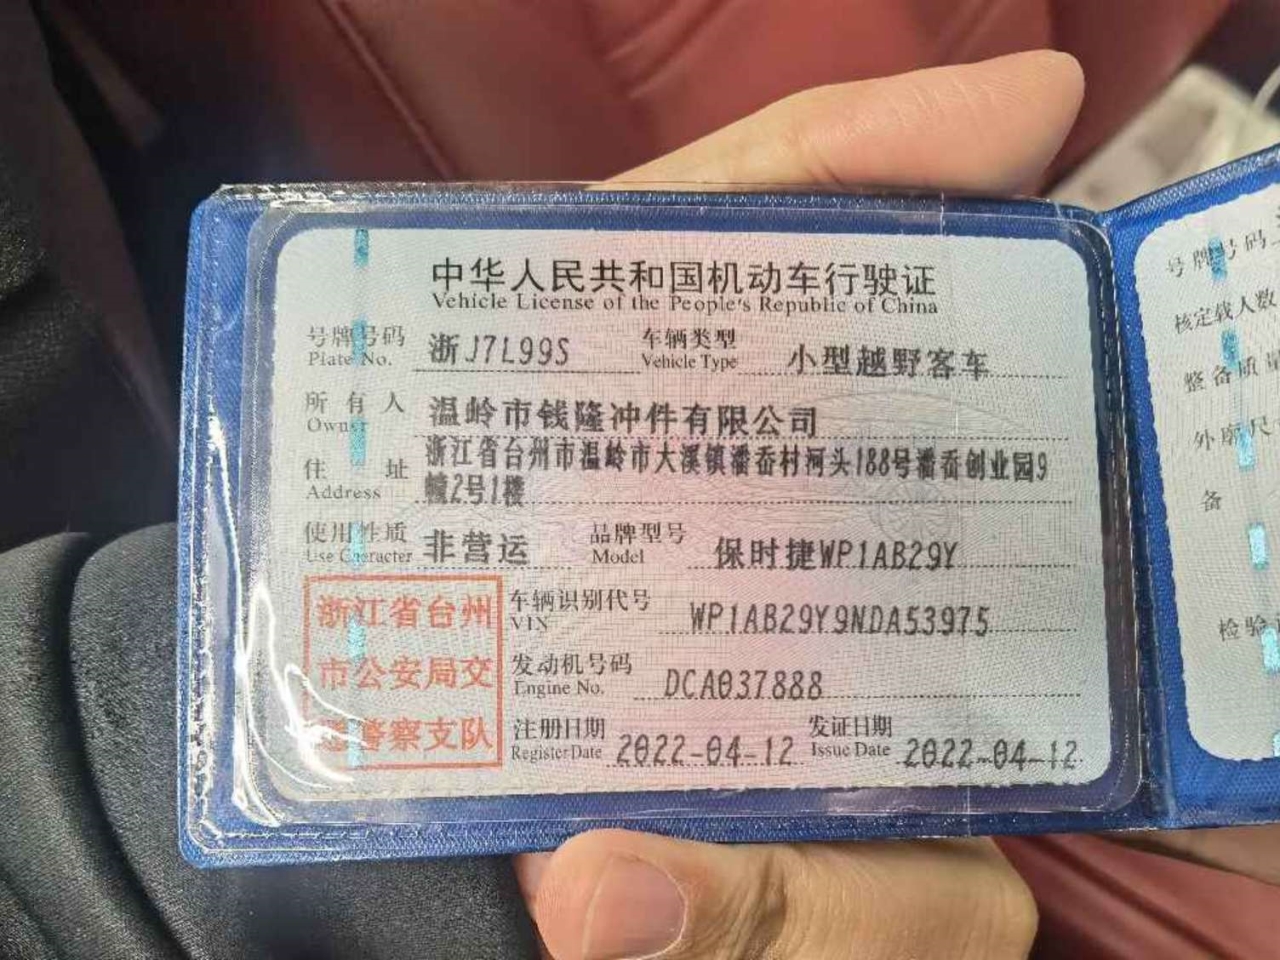 中华人民共和国机动车行驶证
Vehicle License of the People's Republic of China
号牌号码 浙J7L99S 车辆类型 小型越野客车
Plate No. Vehicle Type
所有人 温岭市钱隆冲件有限公司
Owner
住址 浙江省台州市温岭市大溪镇潘岙村河头188号潘岙创业园9
Address 幢2号1楼
使用性质 非营运 品牌型号 保时捷WP1AB29Y
Use Character Model
浙江省台州
市公安局交
通警察支队
车辆识别代号 WP1AB29Y9NDA53975
VIN
发动机号码 DCA037888
Engine No.
注册日期 2022-04-12 发证日期 2022-04-12
Register Date Issue Date
号牌号码
核定载人数
整备质量
外廓尺
备
检验